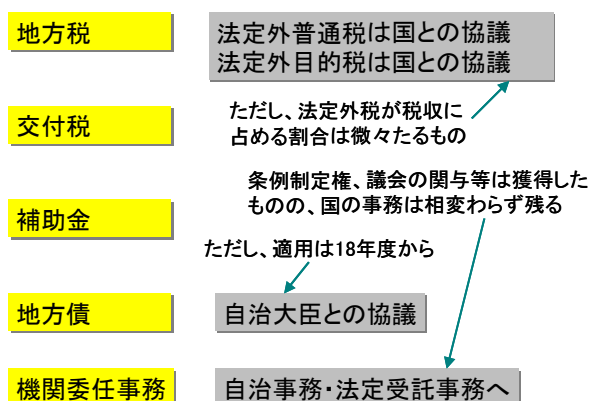 地方税
法定外普通税は国との協議
法定外目的税は国との協議
ただし、法定外税が税収に
占める割合は微々たるもの
交付税
条例制定権、議会の関与等は獲得した
ものの、国の事務は相変わらず残る
補助金
ただし、適用は18年度から
地方債
自治大臣との協議
機関委任事務
自治事務・法定受託事務へ